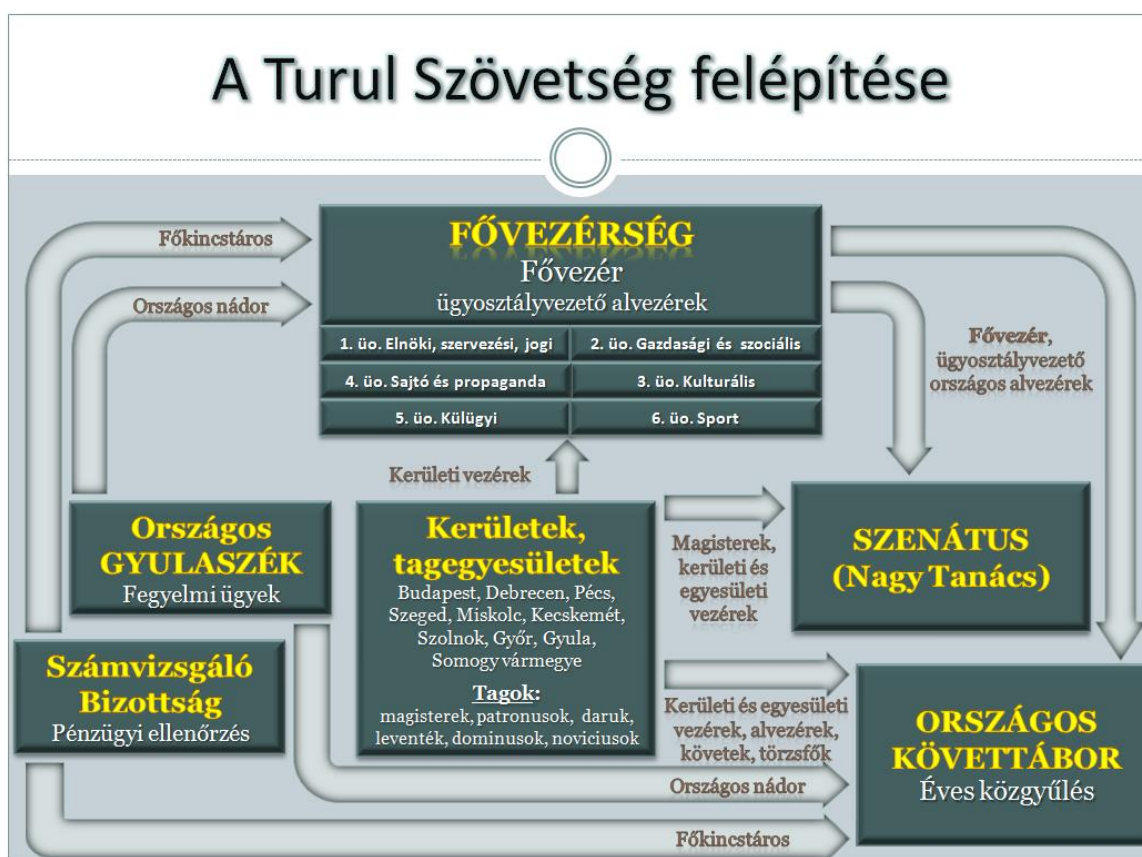 A Turul Szövetség felépítése
Főkincstáros
Országos nádor
FŐVEZÉRSÉG
Fővezér
ügyosztályvezető alvezérek
1. üo. Elnöki, szervezési, jogi
2. üo. Gazdasági és szociális
4. üo. Sajtó és propaganda
3. üo. Kulturális
5. üo. Külügyi
6. üo. Sport
Fővezér,
ügyosztályvezető
országos alvezérek
Kerületi vezérek
Országos
GYULASZÉK
Fegyelmi ügyek
Kerületek,
tagegyesületek
Budapest, Debrecen, Pécs,
Szeged, Miskolc, Kecskemét,
Szolnok, Győr, Gyula,
Somogy vármegye
Tagok:
magisterek, patronusok, daruk,
leventék, dominusok, noviciusok
Magisterek,
kerületi és
egyesületi
vezérek
SZENÁTUS
(Nagy Tanács)
Számvizsgáló
Bizottság
Pénzügyi ellenőrzés
Kerületi és egyesületi
vezérek, alvezérek,
követek, törzsfők
Országos nádor
Főkincstáros
ORSZÁGOS
KÖVETTÁBOR
Éves közgyűlés